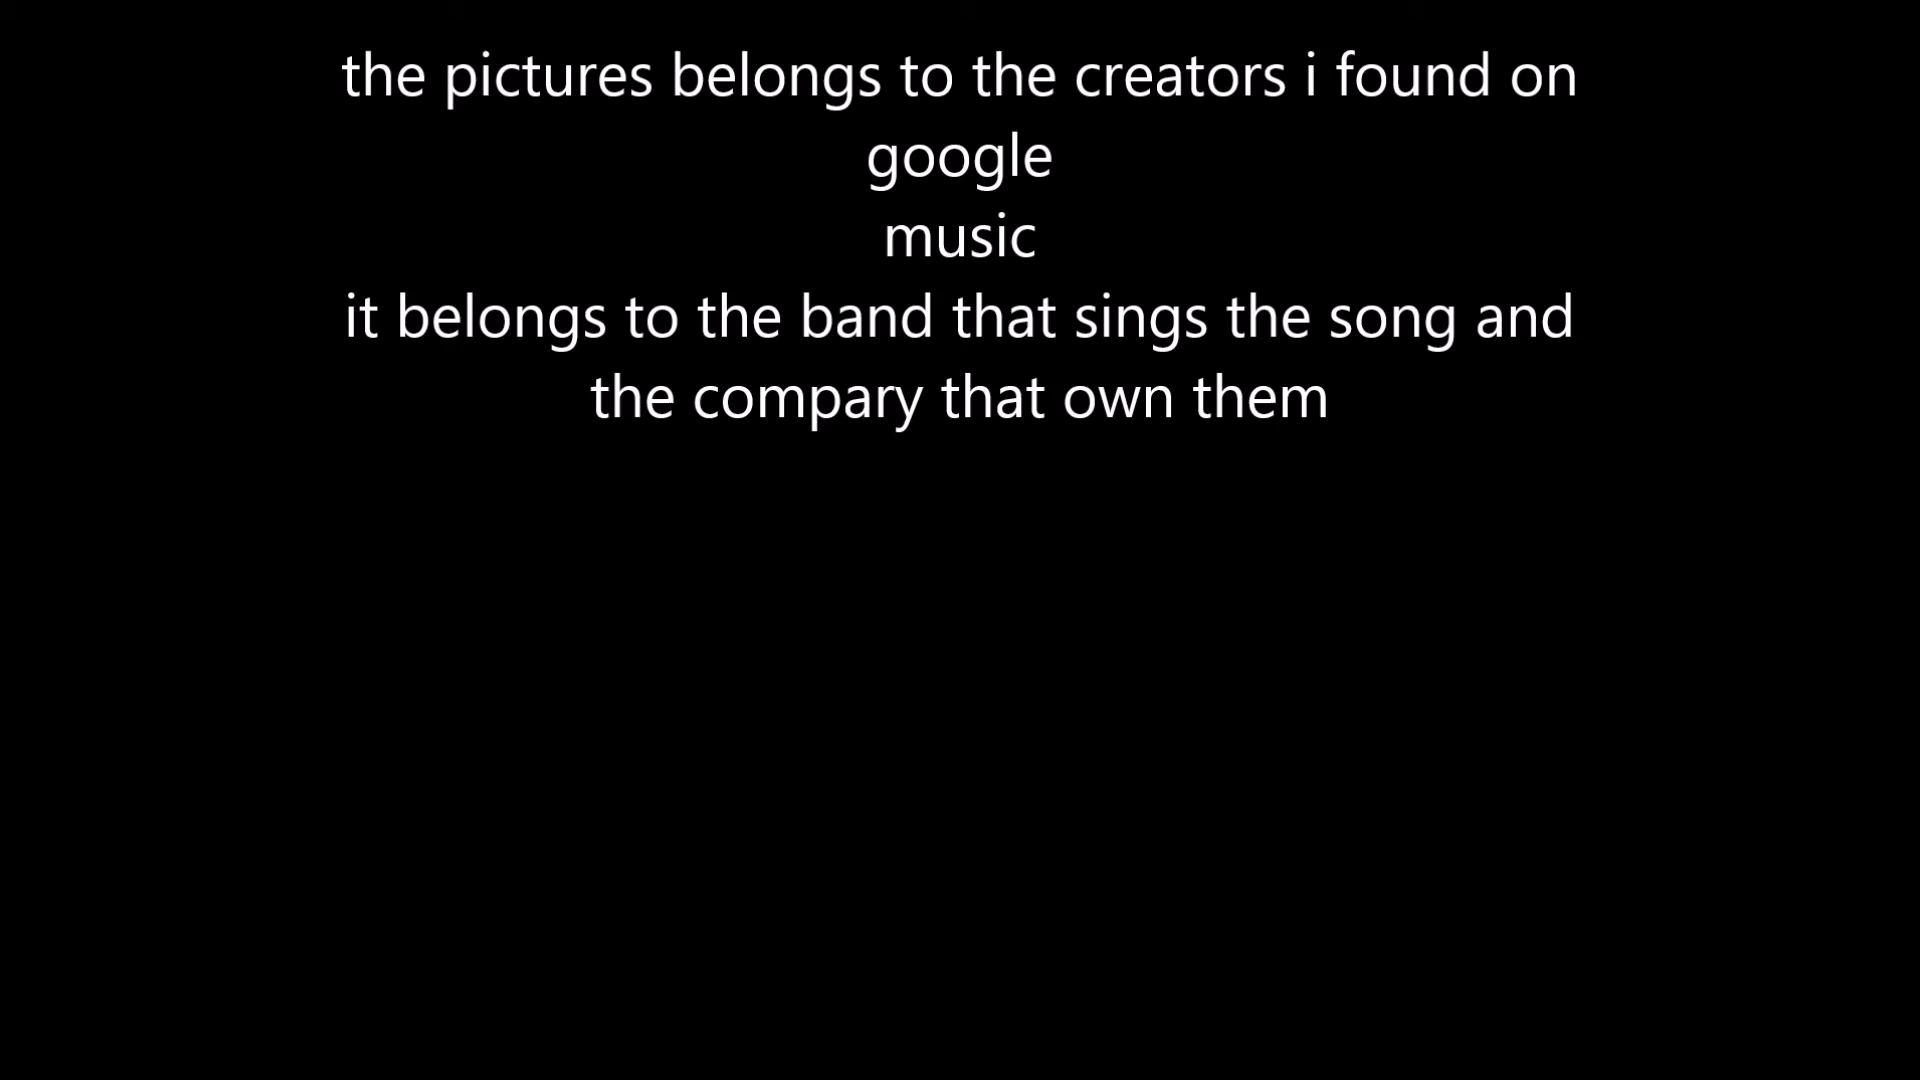 the pictures belongs to the creators i found on
google
music
it belongs to the band that sings the song and
the compary that own them